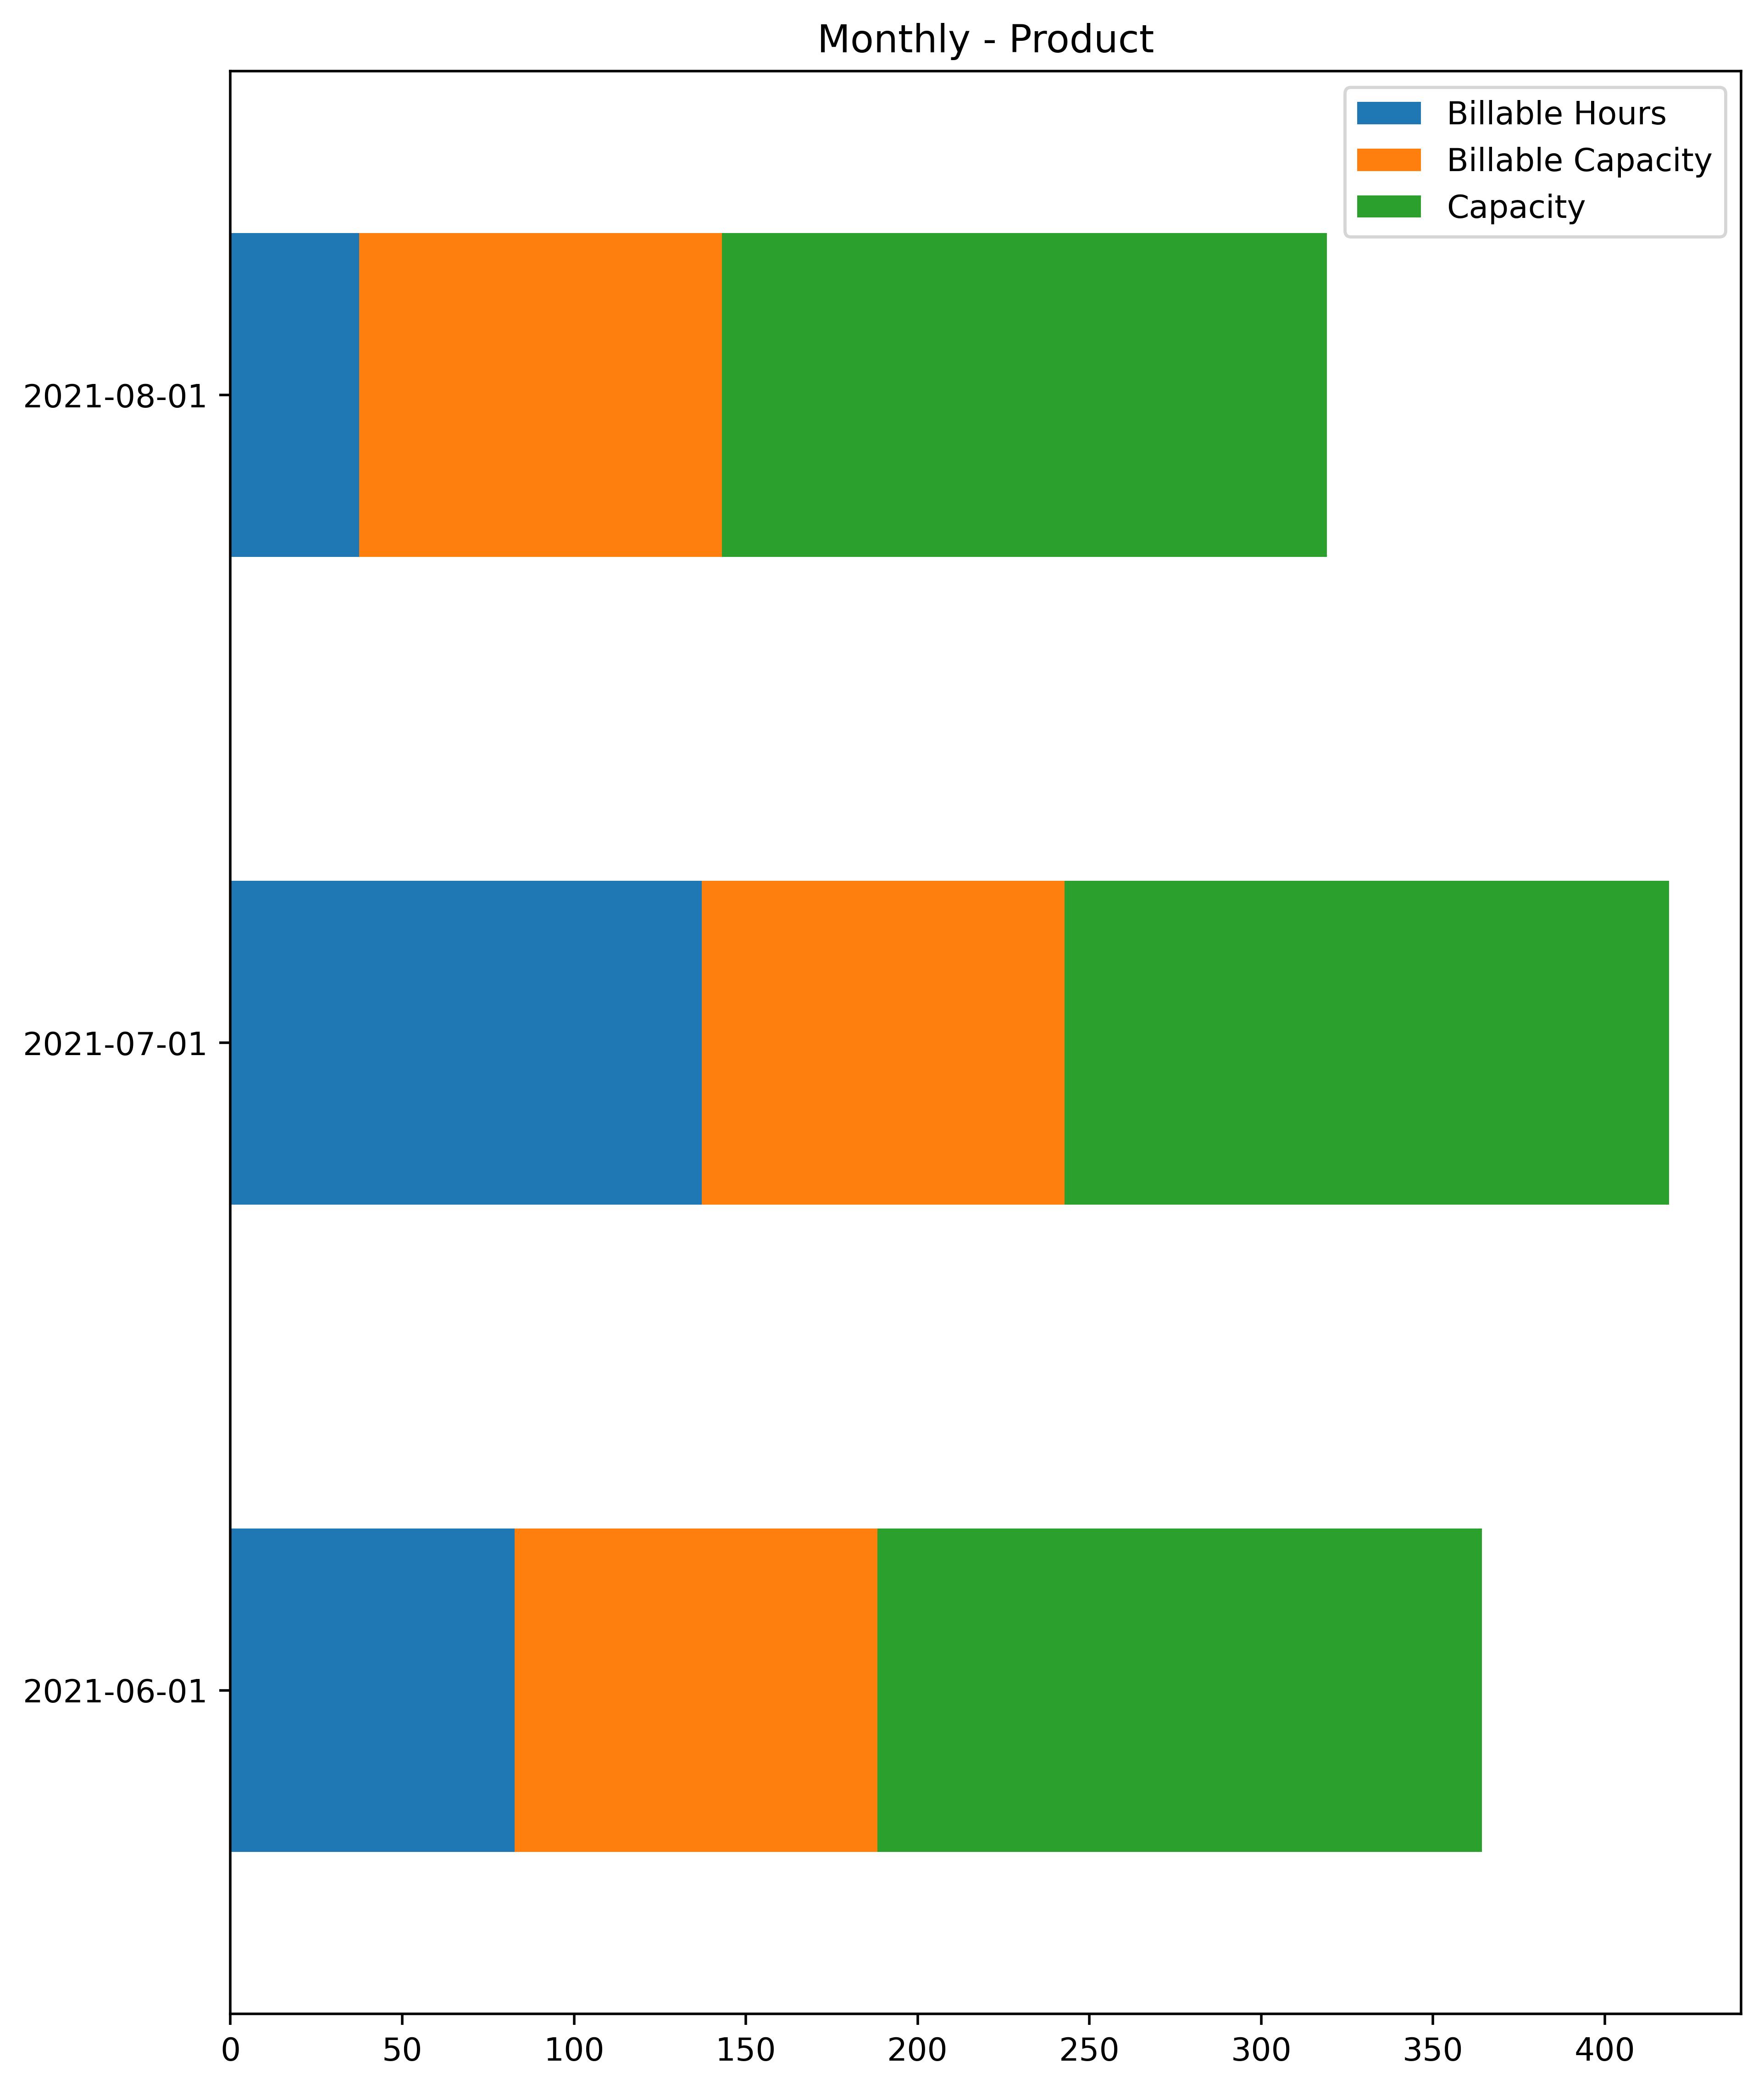 Monthly - Product
Billable Hours
Billable Capacity
Capacity
2021-08-01
2021-07-01
2021-06-01
0 50 100 150 200 250 300 350 400